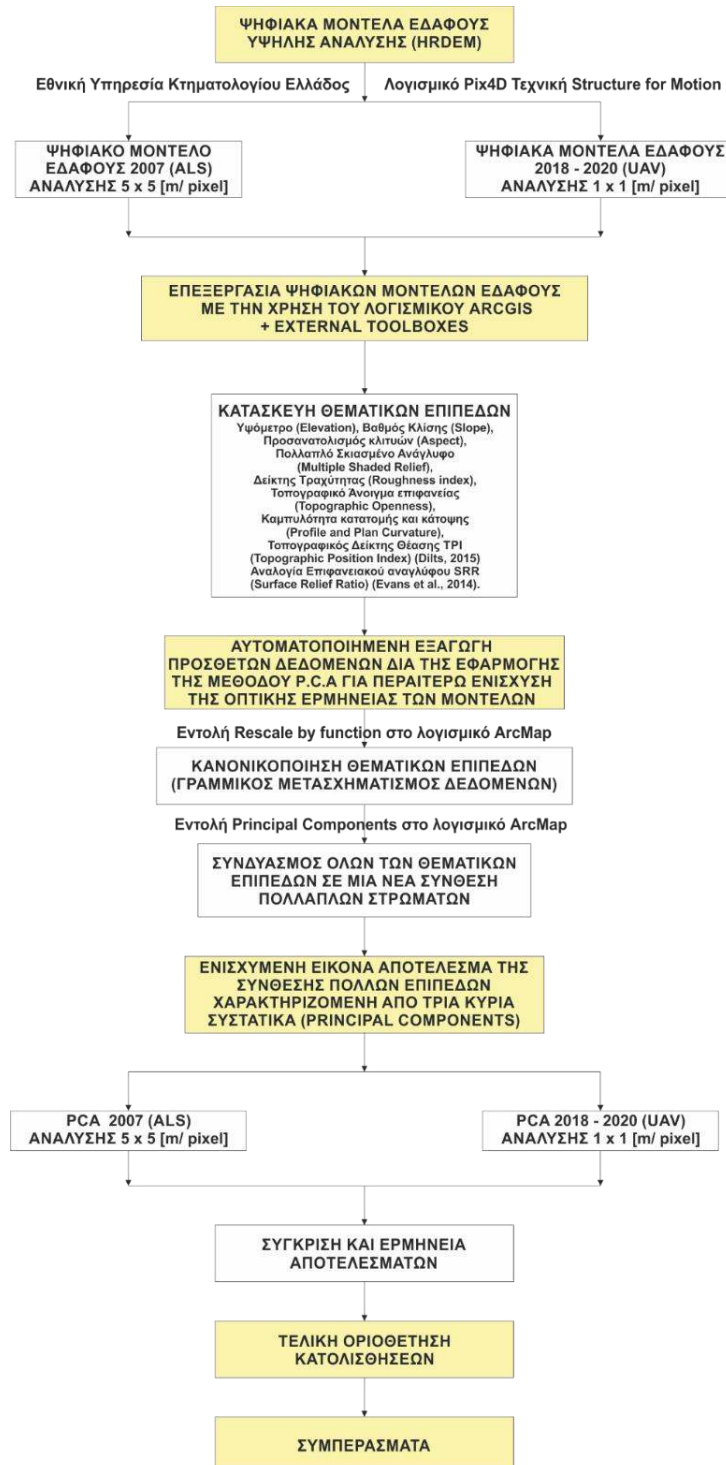 ΨΗΦΙΑΚΑ ΜΟΝΤΕΛΑ ΕΔΑΦΟΥΣ
ΥΨΗΛΗΣ ΑΝΑΛΥΣΗΣ (HRDEM)
Εθνική Υπηρεσία Κτηματολογίου Ελλάδος
Λογισμικό Pix4D Τεχνική Structure for Motion
ΨΗΦΙΑΚΟ ΜΟΝΤΕΛΟ
ΕΔΑΦΟΥΣ 2007 (ALS)
ΑΝΑΛΥΣΗΣ 5 x 5 [m/ pixel]
ΨΗΦΙΑΚΑ ΜΟΝΤΕΛΑ ΕΔΑΦΟΥΣ
2018 - 2020 (UAV)
ΑΝΑΛΥΣΗΣ 1 x 1 [m/ pixel]
ΕΠΕΞΕΡΓΑΣΙΑ ΨΗΦΙΑΚΩΝ ΜΟΝΤΕΛΩΝ ΕΔΑΦΟΥΣ
ΜΕ ΤΗΝ ΧΡΗΣΗ ΤΟΥ ΛΟΓΙΣΜΙΚΟΥ ARCGIS
+ EXTERNAL TOOLBOXES
ΚΑΤΑΣΚΕΥΗ ΘΕΜΑΤΙΚΩΝ ΕΠΙΠΕΔΩΝ
Υψόμετρο (Elevation), Βαθμός Κλίσης (Slope),
Προσανατολισμός κλιτυών (Aspect),
Πολλαπλό Σκιασμένο Ανάγλυφο
(Multiple Shaded Relief),
Δείκτης Τραχύτητας (Roughness index),
Τοπογραφικό Άνοιγμα επιφανείας
(Topographic Openness),
Καμπυλότητα κατατομής και κάτοψης
(Profile and Plan Curvature),
Τοπογραφικός Δείκτης Θέασης TPI
(Topographic Position Index) (Dilts, 2015)
Αναλογία Επιφανειακού αναγλύφου SRR
(Surface Relief Ratio) (Evans et al., 2014).
ΑΥΤΟΜΑΤΟΠΟΙΗΜΕΝΗ ΕΞΑΓΩΓΗ
ΠΡΟΣΘΕΤΩΝ ΔΕΔΟΜΕΝΩΝ ΔΙΑ ΤΗΣ ΕΦΑΡΜΟΓΗΣ
ΤΗΣ ΜΕΘΟΔΟΥ P.C.A ΓΙΑ ΠΕΡΑΙΤΕΡΩ ΕΝΙΣΧΥΣΗ
ΤΗΣ ΟΠΤΙΚΗΣ ΕΡΜΗΝΕΙΑΣ ΤΩΝ ΜΟΝΤΕΛΩΝ
Εντολή Rescale by function στο λογισμικό ArcMap
ΚΑΝΟΝΙΚΟΠΟΙΗΣΗ ΘΕΜΑΤΙΚΩΝ ΕΠΙΠΕΔΩΝ
(ΓΡΑΜΜΙΚΟΣ ΜΕΤΑΣΧΗΜΑΤΙΣΜΟΣ ΔΕΔΟΜΕΝΩΝ)
Εντολή Principal Components στο λογισμικό ArcMap
ΣΥΝΔΥΑΣΜΟΣ ΟΛΩΝ ΤΩΝ ΘΕΜΑΤΙΚΩΝ
ΕΠΙΠΕΔΩΝ ΣΕ ΜΙΑ ΝΕΑ ΣΥΝΘΕΣΗ
ΠΟΛΛΑΠΛΩΝ ΣΤΡΩΜΑΤΩΝ
ΕΝΙΣΧΥΜΕΝΗ ΕΙΚΟΝΑ ΑΠΟΤΕΛΕΣΜΑ ΤΗΣ
ΣΥΝΘΕΣΗΣ ΠΟΛΛΩΝ ΕΠΙΠΕΔΩΝ
ΧΑΡΑΚΤΗΡΙΖΟΜΕΝΗ ΑΠΟ ΤΡΙΑ ΚΥΡΙΑ
ΣΥΣΤΑΤΙΚΑ (PRINCIPAL COMPONENTS)
PCA 2007 (ALS)
ΑΝΑΛΥΣΗΣ 5 x 5 [m/ pixel]
PCA 2018 - 2020 (UAV)
ΑΝΑΛΥΣΗΣ 1 x 1 [m/ pixel]
ΣΥΓΚΡΙΣΗ ΚΑΙ ΕΡΜΗΝΕΙΑ
ΑΠΟΤΕΛΕΣΜΑΤΩΝ
ΤΕΛΙΚΗ ΟΡΙΟΘΕΤΗΣΗ
ΚΑΤΟΛΙΣΘΗΣΕΩΝ
ΣΥΜΠΕΡΑΣΜΑΤΑ